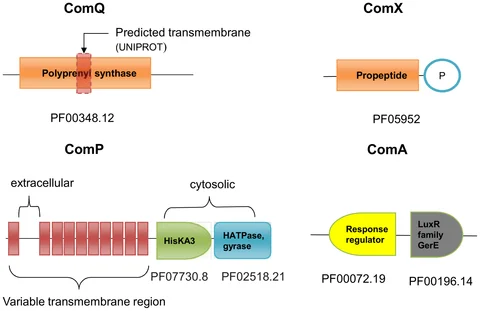 ComQ
Predicted transmembrane
(UNIPROT)
Polyprenyl synthase
PF00348.12
ComX
Propeptide
P
PF05952
ComP
extracellular
cytosolic
HisKA3
HATPase,
gyrase
PF07730.8
PF02518.21
Variable transmembrane region
ComA
Response
regulator
LuxR
family
GerE
PF00072.19
PF00196.14